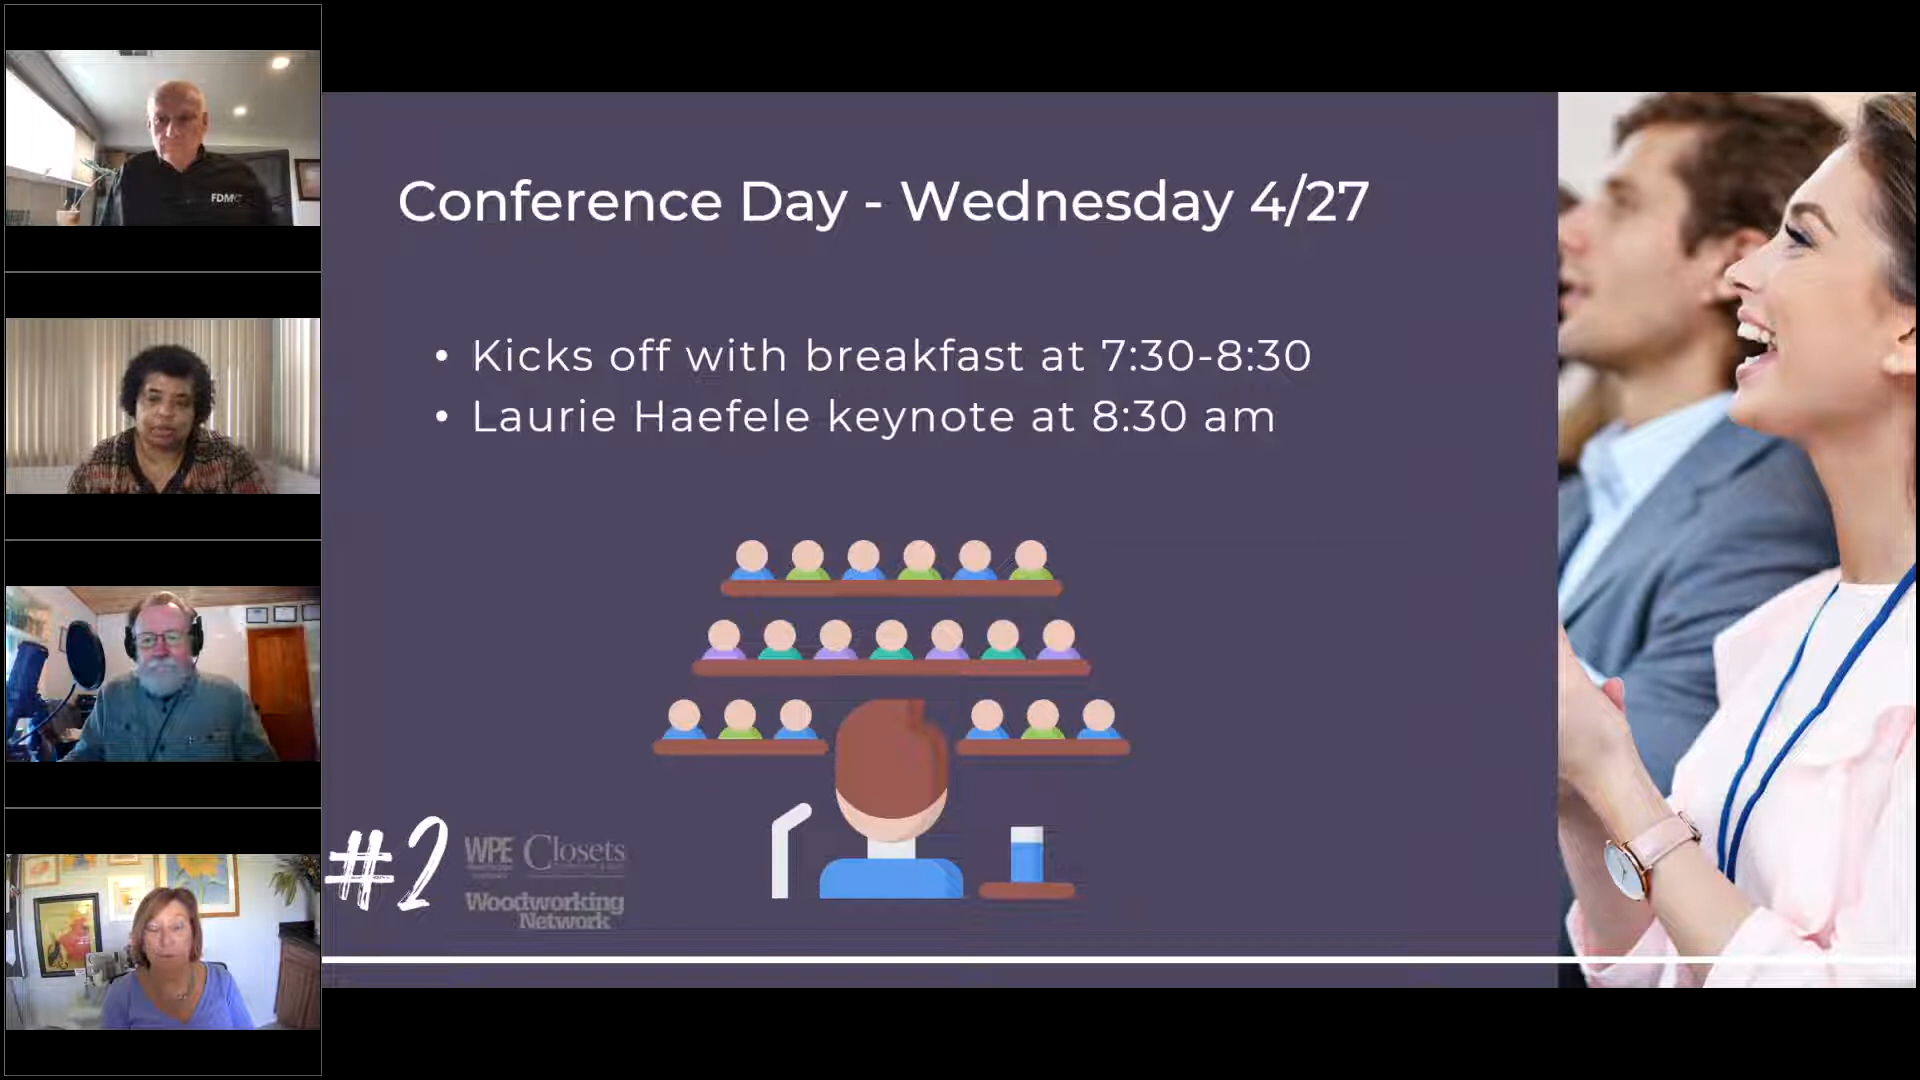 FDMC
Conference Day - Wednesday 4/27
• Kicks off with breakfast at 7:30-8:30
• Laurie Haefele keynote at 8:30 am
#2
WPE
Closets
Woodworking
Network